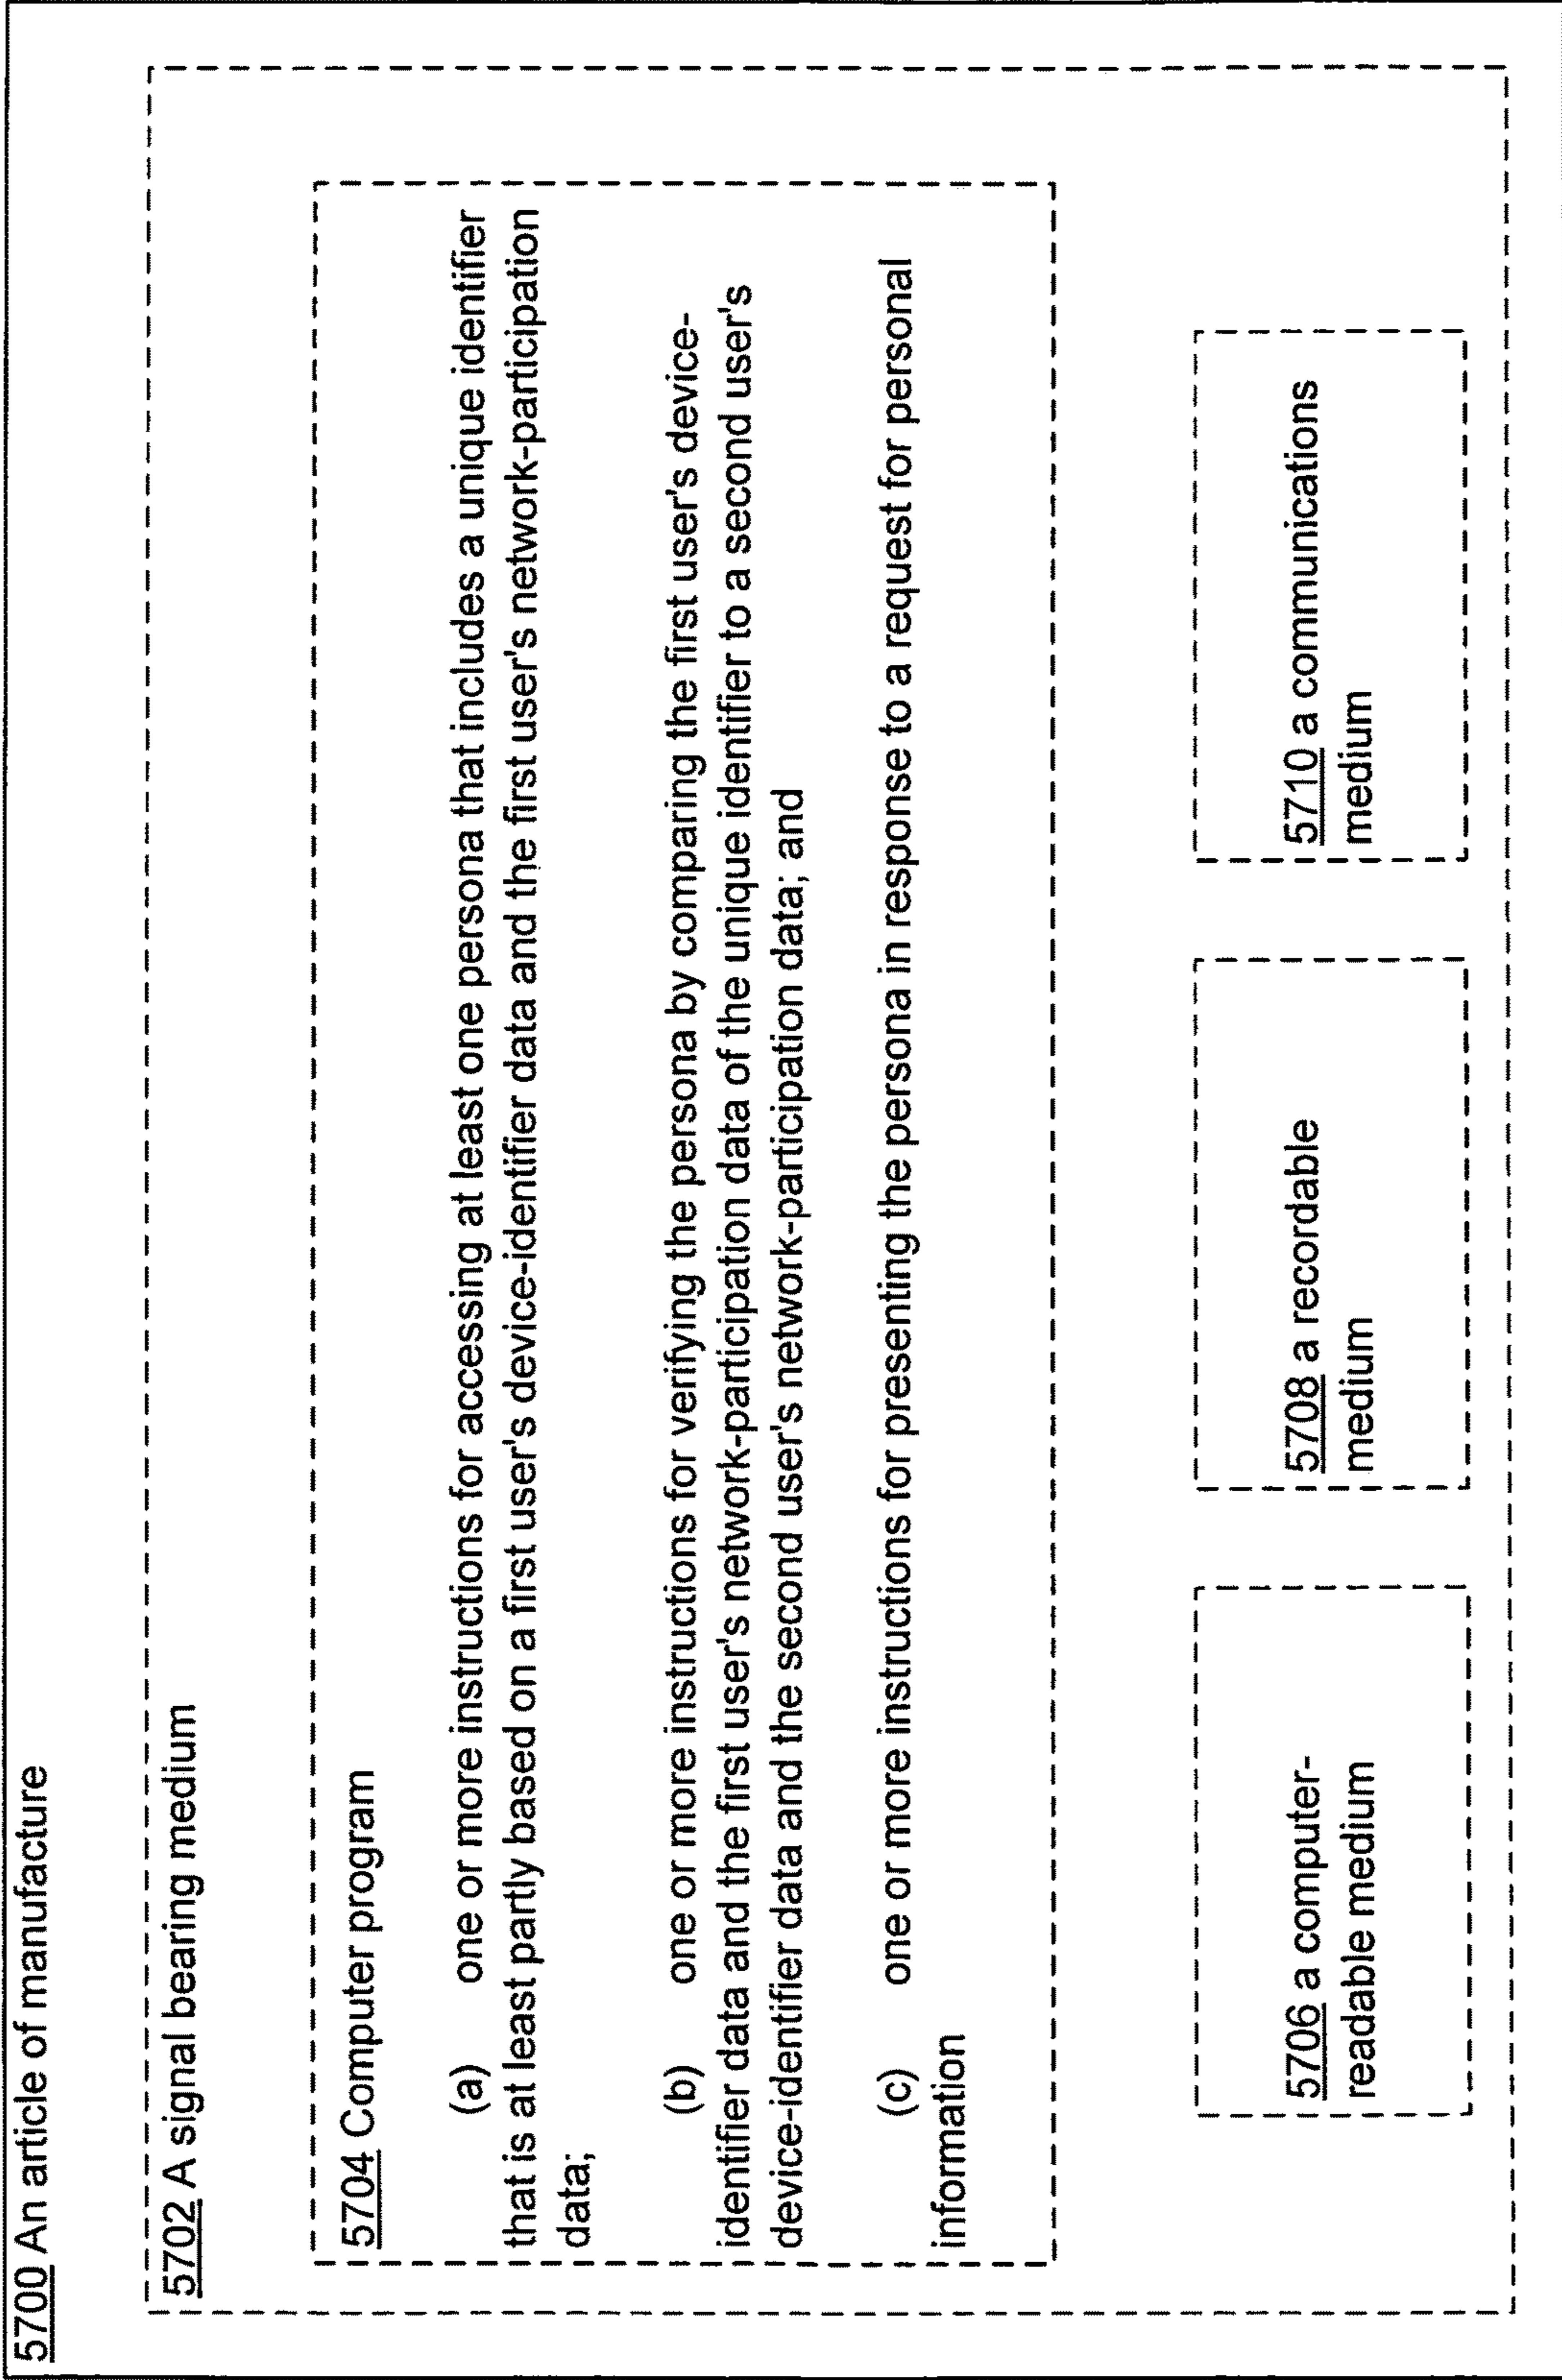 5700 An article of manufacture
5702 A signal bearing medium
5704 Computer program
(a) one or more instructions for accessing at least one persona that includes a unique identifier
that is at least partly based on a first user's device-identifier data and the first user's network-participation
data;
(b) one or more instructions for verifying the persona by comparing the first user's device-
identifier data and the first user's network-participation data of the unique identifier to a second user's
device-identifier data and the second user's network-participation data; and
(c) one or more instructions for presenting the persona in response to a request for personal
information
5706 a computer-
readable medium
5708 a recordable
medium
5710 a communications
medium